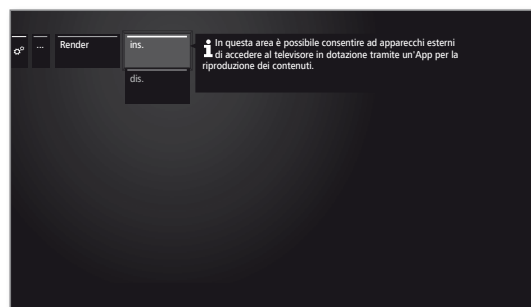 ... Render ins. In questa area è possibile consentire ad apparecchi esterni
di accedere al televisore in dotazione tramite un'App per la
riproduzione dei contenuti.
dis.